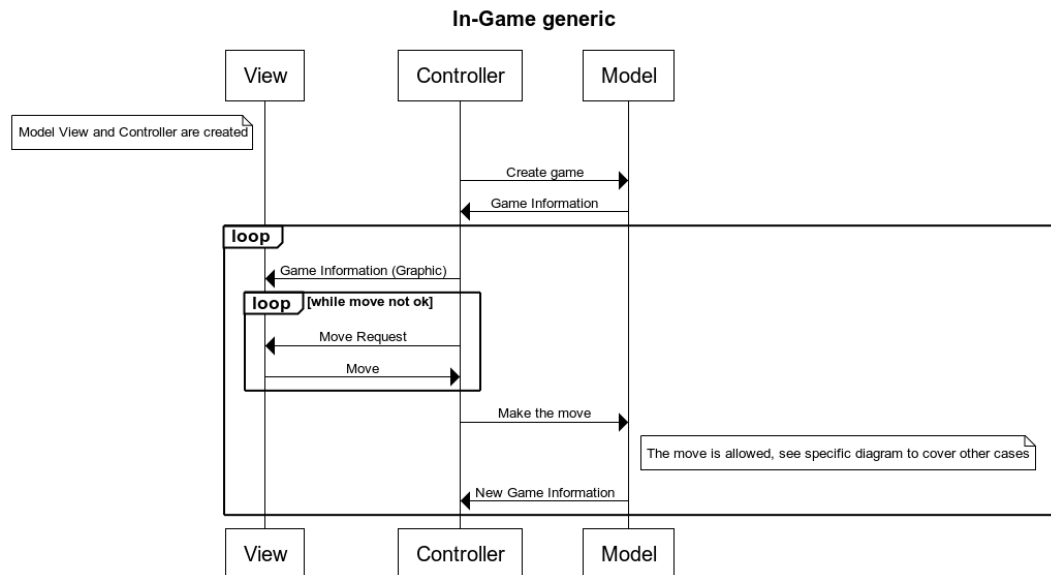 In-Game generic
View
Controller
Model
Model View and Controller are created
Create game
Game Information
loop
Game Information (Graphic)
loop [while move not ok]
Move Request
Move
Make the move
The move is allowed, see specific diagram to cover other cases
New Game Information
View
Controller
Model